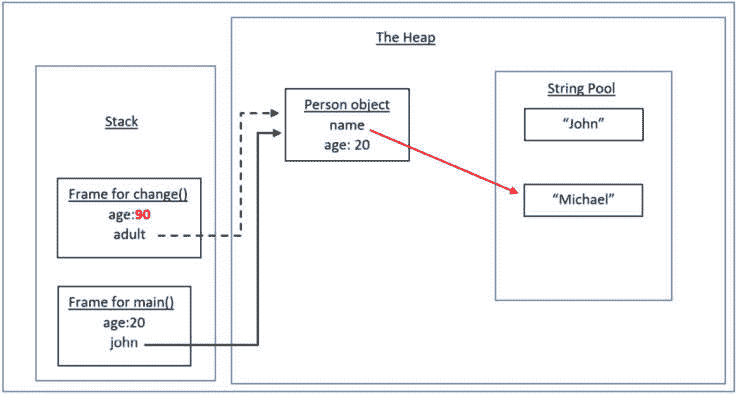 The Heap
Stack
Frame for change()
age:90
adult
Frame for main()
age:20
john
Person object
name
age: 20
String Pool
“John”
“Michael”